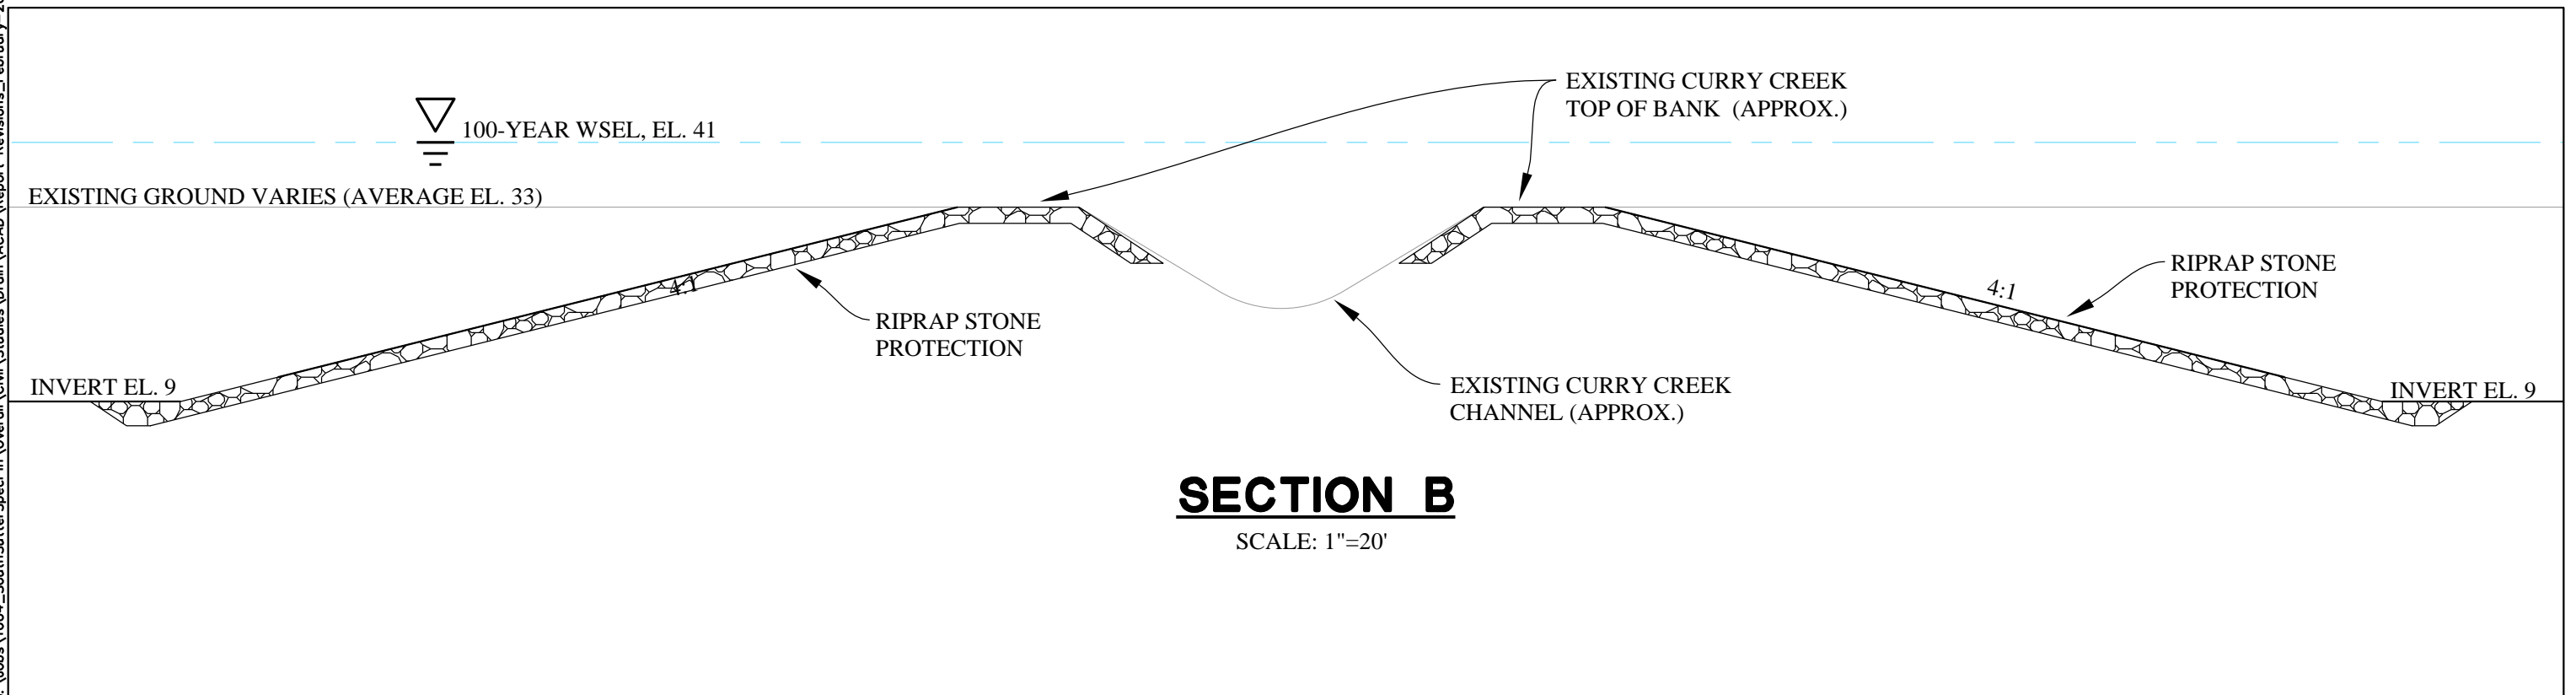 EXISTING CURRY CREEK
TOP OF BANK (APPROX.)
100-YEAR WSEL, EL. 41
EXISTING GROUND VARIES (AVERAGE EL. 33)
RIPRAP STONE
PROTECTION
4:1
4:1
RIPRAP STONE
PROTECTION
INVERT EL. 9
EXISTING CURRY CREEK
CHANNEL (APPROX.)
INVERT EL. 9
SECTION B
SCALE: 1"=20'